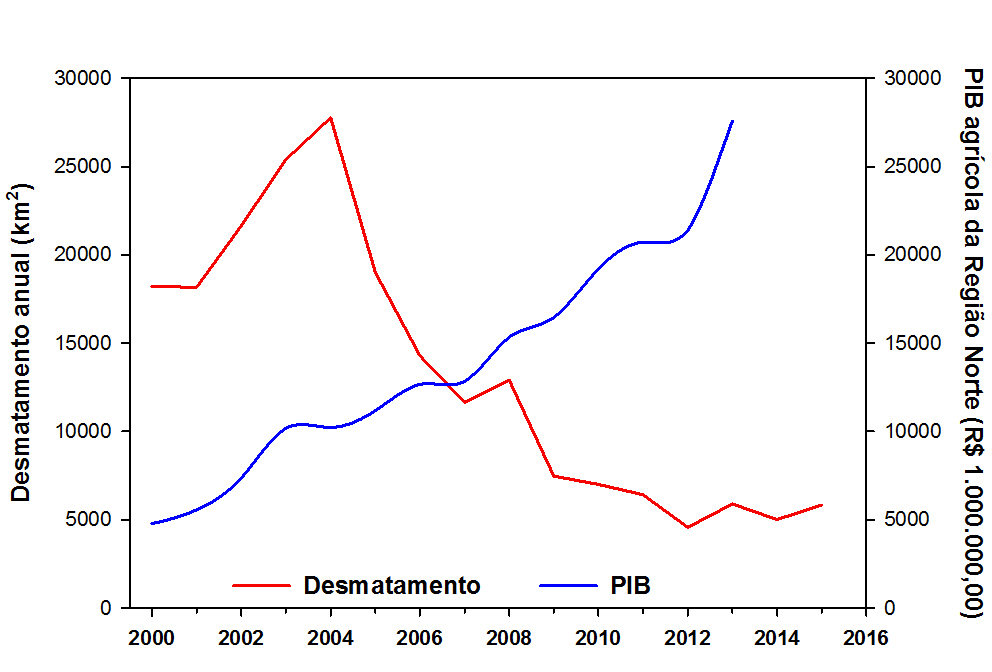 Desmatamento anual (km²)
30000
25000
20000
15000
10000
5000
0
30000
25000
20000
15000
10000
5000
0
PIB agrícola da Região Norte (R$ 1.000.000,00)
Desmatamento
PIB
2000 2002 2004 2006 2008 2010 2012 2014 2016